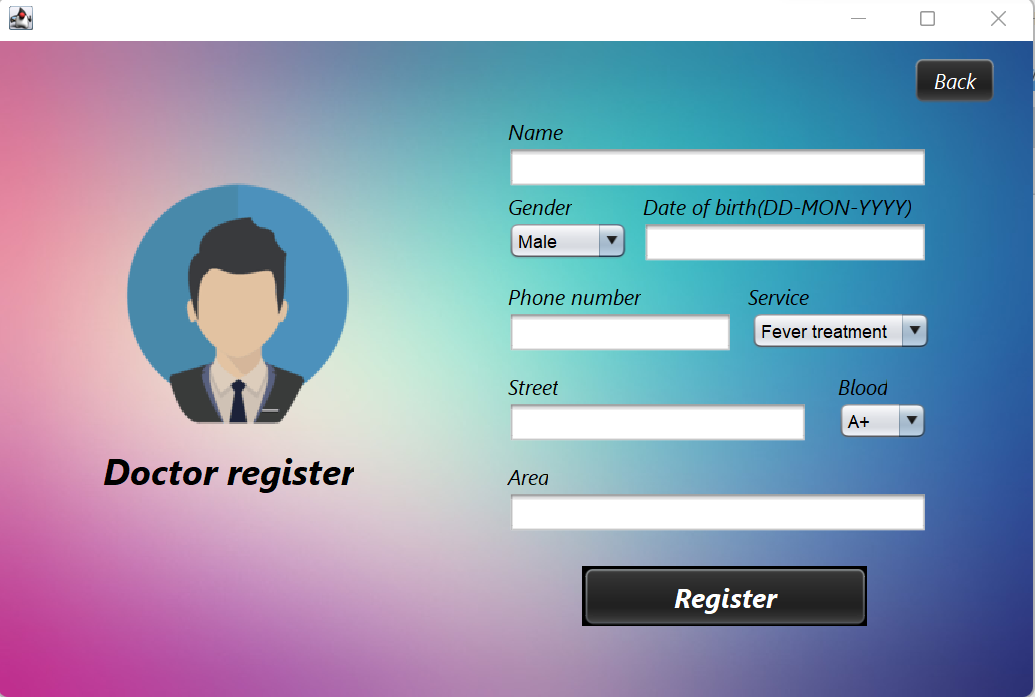 Back
Name
Gender Date of birth(DD-MON-YYYY)
Male
Phone number Service
Fever treatment
Street Blood
A+
Doctor register
Area
Register